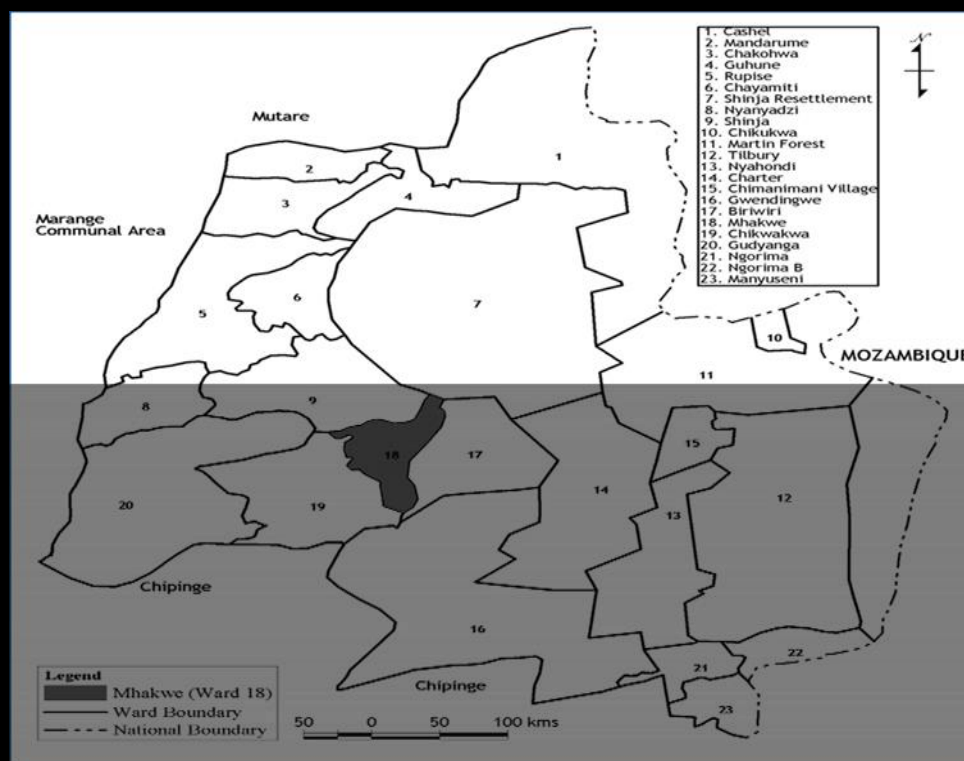 1. Cashel
2. Mandarume
3. Chakohwa
4. Guhune
5. Rupise
6. Chayamiti
7. Shinja Resettlement
8. Nyanyadzi
9. Shinja
10. Chikukwa
11. Martin Forest
12. Tilbury
13. Nyahondi
14. Charter
15. Chimanimani Village
16. Gwendingwe
17. Biriwiri
18. Mhakwe
19. Chikwakwa
20. Gudyanga
21. Ngorima
22. Ngorima B
23. Manyuseni
N
Mutare
1
2
3
4
Marange
Communal Area
5
6
7
10
MOZAMBIQUE
11
8
9
18
17
15
20
19
14
13
12
Chipinge
16
22
21
Chipinge
23
Legend
Mhakwe (Ward 18)
Ward Boundary
National Boundary
50 0 50 100 kms